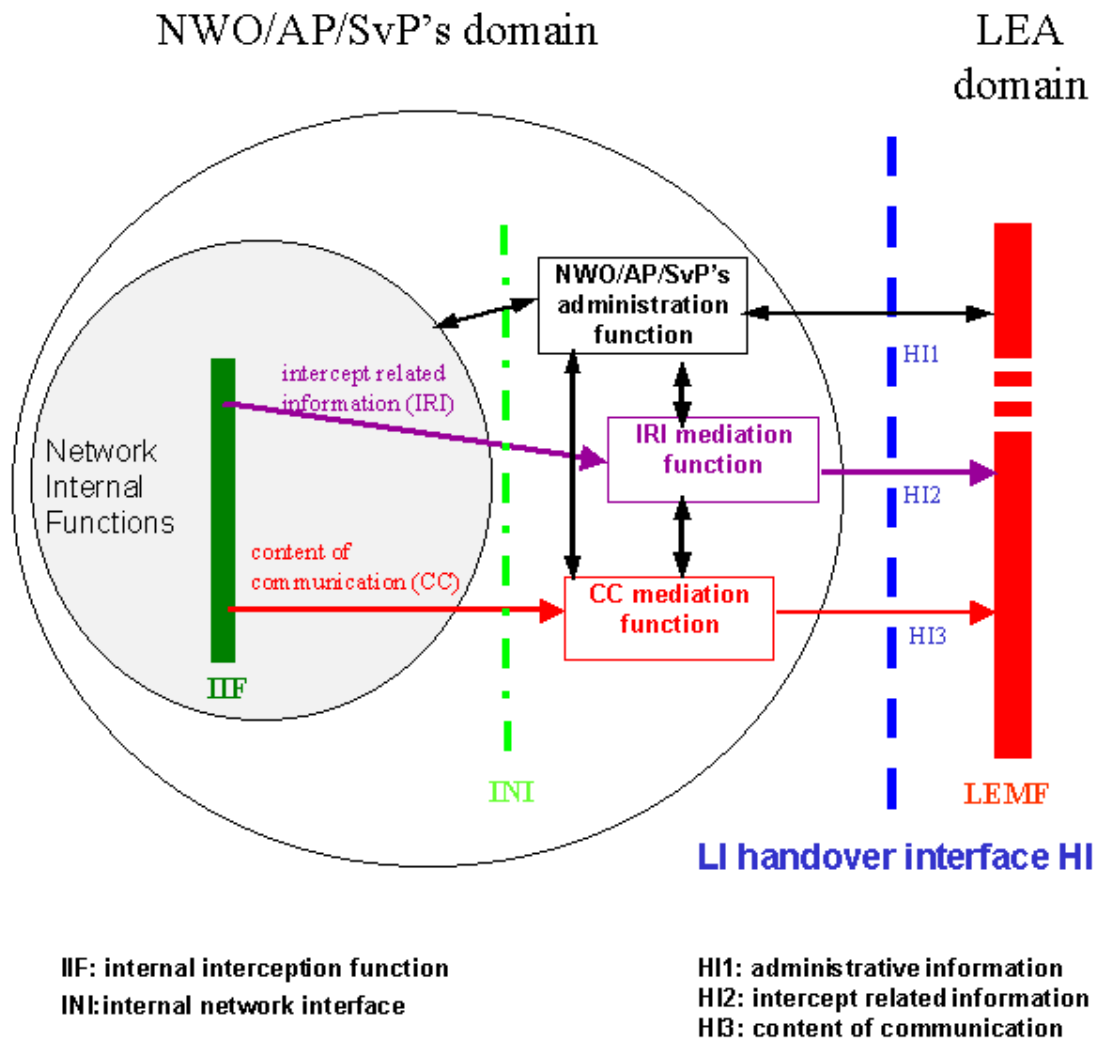 NWO/AP/SvP's domain
LEA
domain
NWO/AP/SvP's
administration
function
HI1
intercept related
information (IRI)
IRI mediation
function
Network
Internal
Functions
HI2
content of
communication (CC)
CC mediation
function
HI3
IIF
INI
LEMF
LI handover interface HI
IIF: internal interception function
INI:internal network interface
HI1: administrative information
HI2: intercept related information
HI3: content of communication